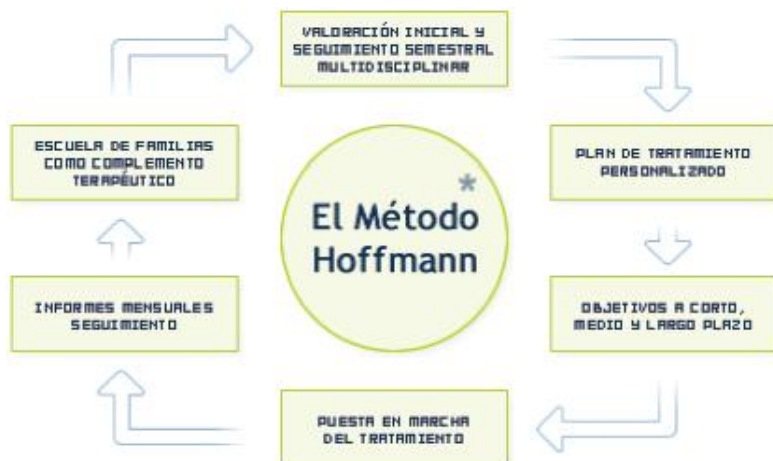 VALORACIÓN INICIAL Y
SEGUIMIENTO SEMESTRAL
MULTIDISCIPLINAR
PLAN DE TRATAMIENTO
PERSONALIZADO
OBJETIVOS A CORTO,
MEDIO Y LARGO PLAZO
PUESTA EN MARCHA
DEL TRATAMIENTO
INFORMES MENSUALES
SEGUIMIENTO
ESCUELA DE FAMILIAS
COMO COMPLEMENTO
TERAPÉUTICO
*
El Método
Hoffmann